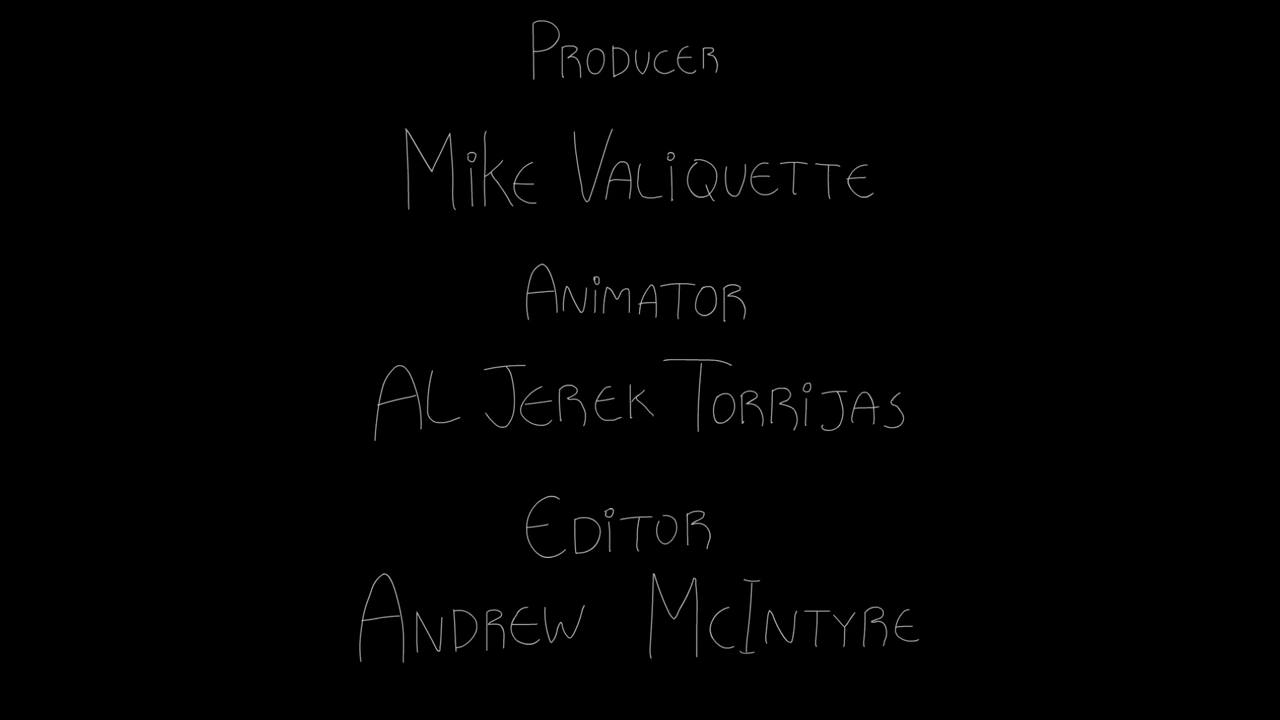 Producer
Mike Valiquette
Animator
Al Jerek Torrijas
Editor
Andrew McIntyre